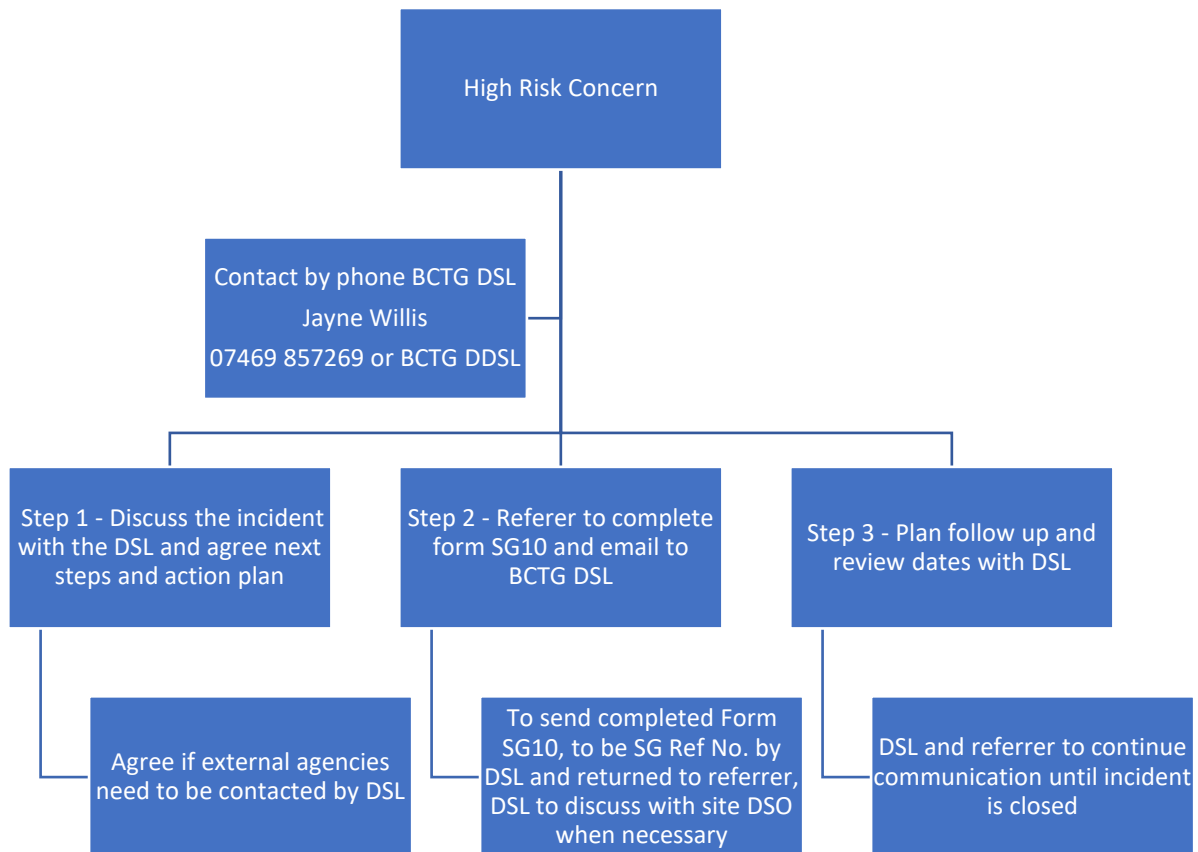 High Risk Concern
Contact by phone BCTG DSL
Jayne Willis
07469 857269 or BCTG DDSL
Step 1 - Discuss the incident
with the DSL and agree next
steps and action plan
Step 2 - Referer to complete
form SG10 and email to
BCTG DSL
Step 3 - Plan follow up and
review dates with DSL
Agree if external agencies
need to be contacted by DSL
To send completed Form
SG10, to be SG Ref No. by
DSL and returned to referrer,
DSL to discuss with site DSO
when necessary
DSL and referrer to continue
communication until incident
is closed